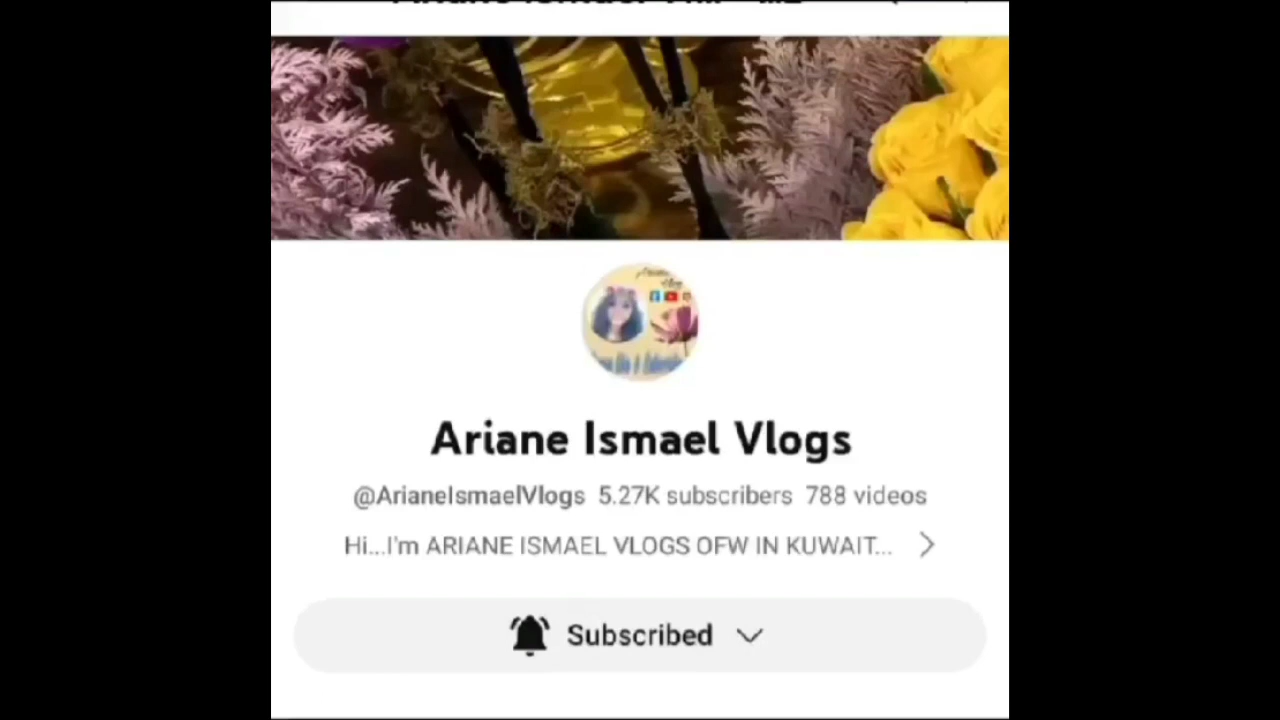 Ariane Ismael Vlogs
@ArianeIsmaelVlogs 5.27K subscribers 788 videos
Hi...I'm ARIANE ISMAEL VLOGS OFW IN KUWAIT...
Subscribed